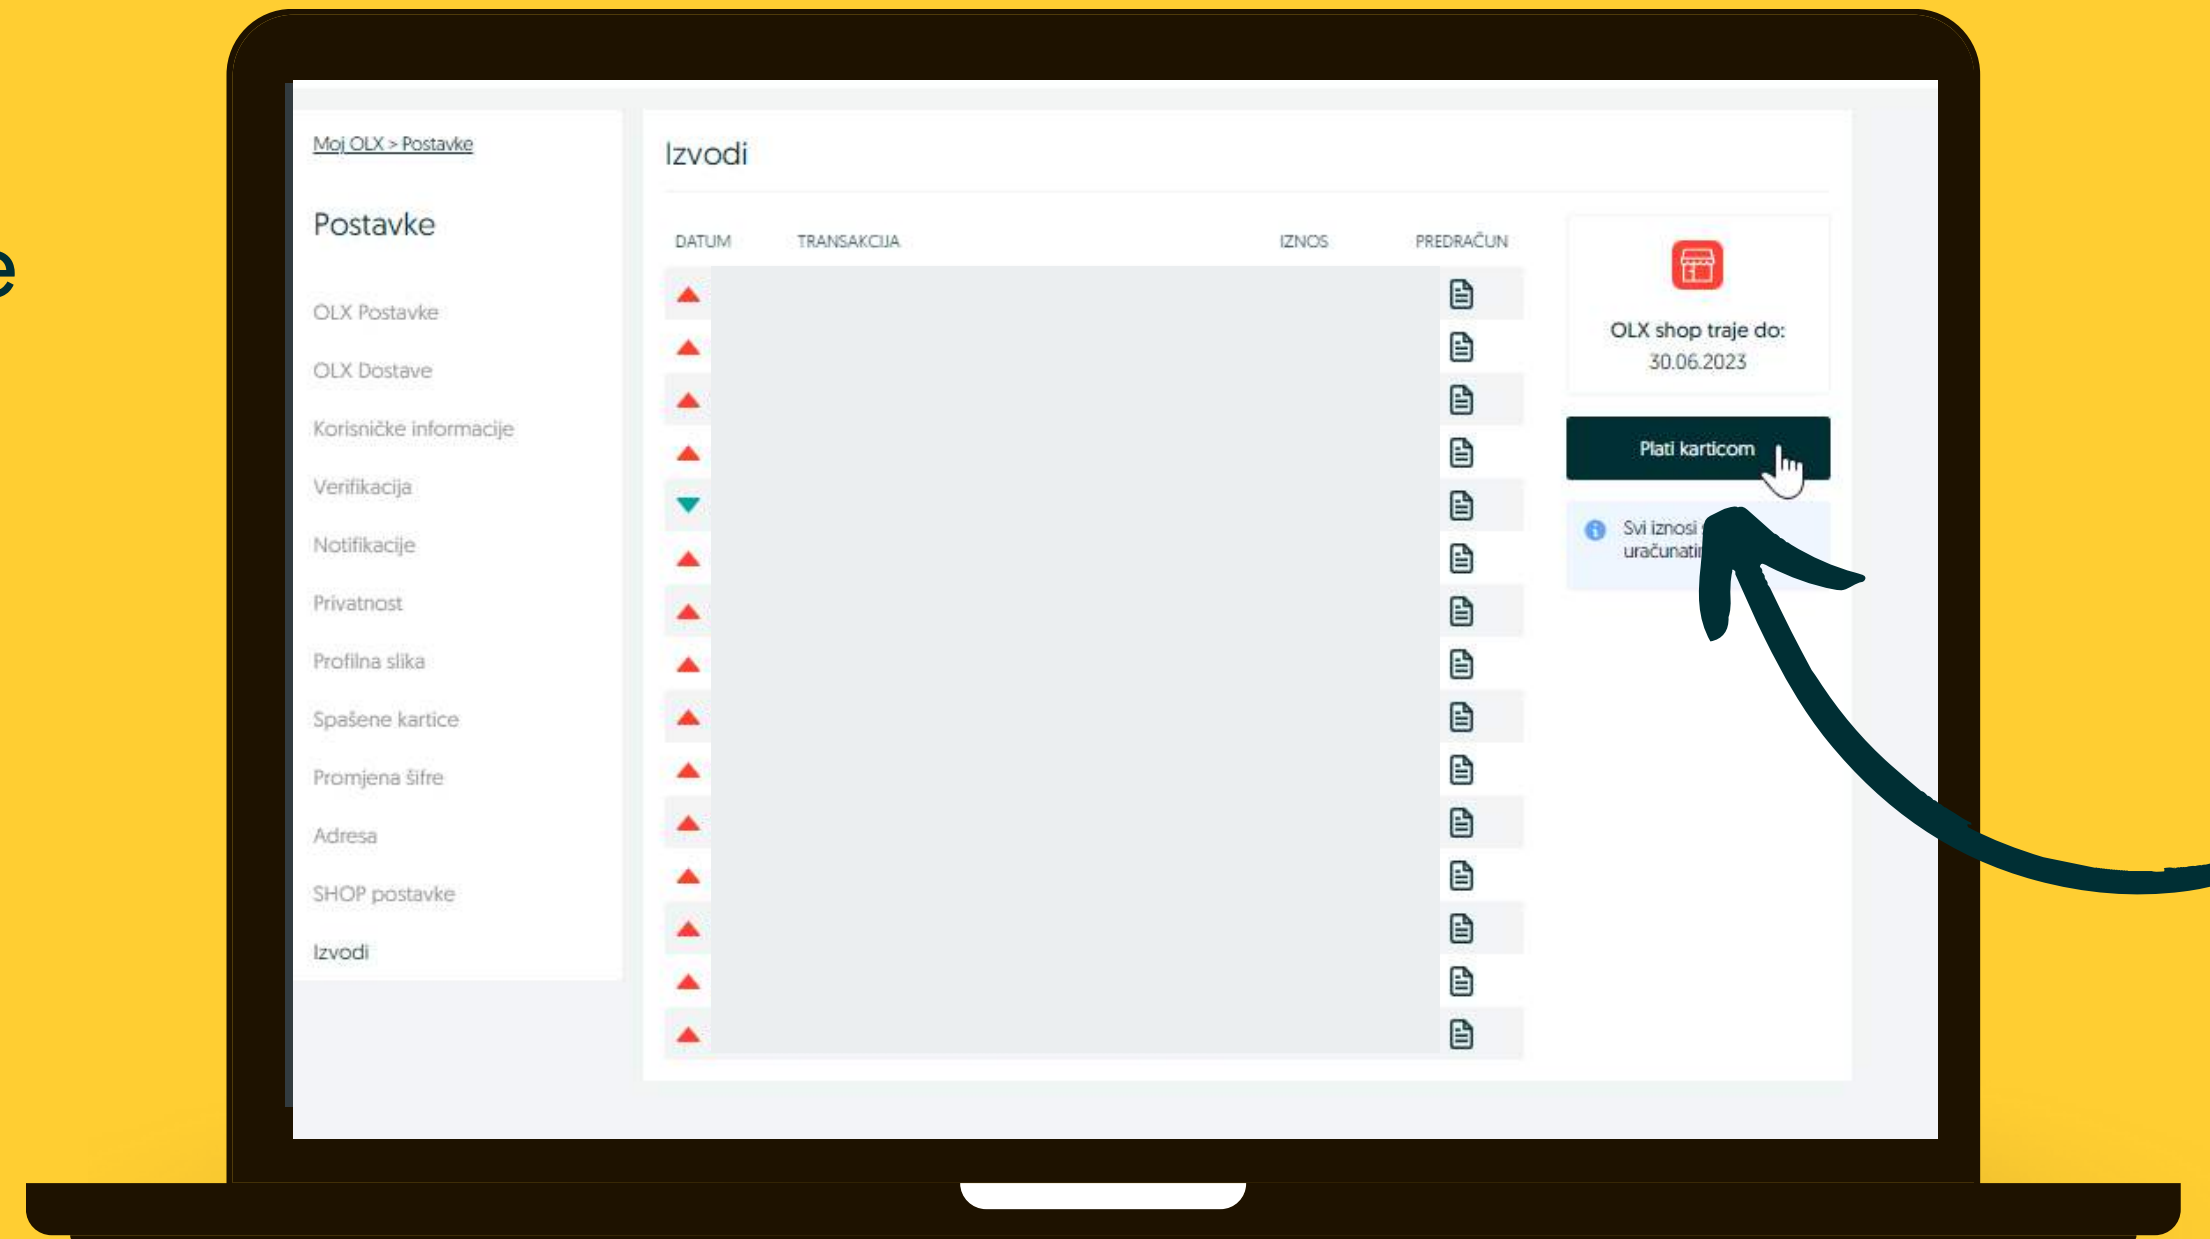 Moj OLX > Postavke
Postavke
OLX Postavke
OLX Dostave
Korisničke informacije
Verifikacija
Notifikacije
Privatnost
Profilna slika
Spašene kartice
Promjena šifre
Adresa
SHOP postavke
Izvodi
Izvodi
DATUM TRANSAKCIJA IZNOS PREDRAČUN
OLX shop traje do:
30.06.2023
Plati karticom
Svi iznosi